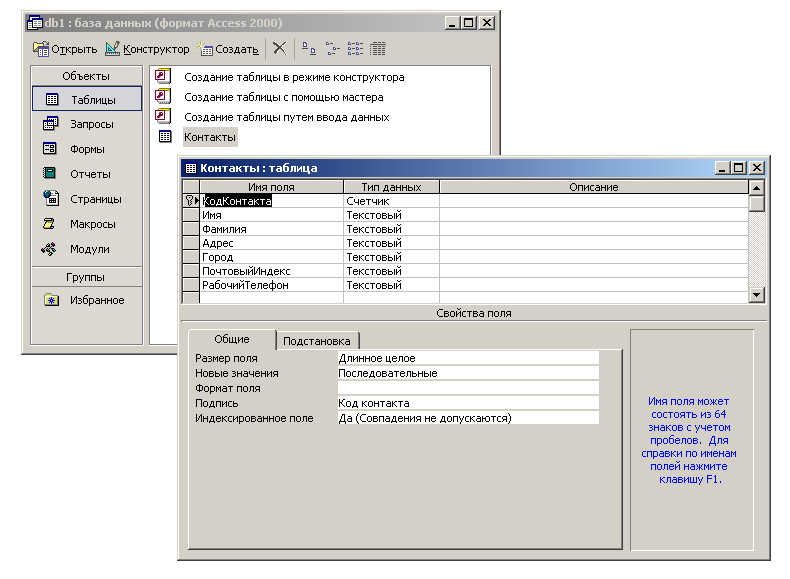 db1 : база данных (формат Access 2000)
Открыть Конструктор Создать
Объекты
Таблицы
Запросы
Формы
Отчеты
Страницы
Макросы
Модули
Группы
Избранное
Создание таблицы в режиме конструктора
Создание таблицы с помощью мастера
Создание таблицы путем ввода данных
Контакты
Контакты : таблица
Имя поля Тип данных Описание
КодКонтакта Счетчик
Имя Текстовый
Фамилия Текстовый
Адрес Текстовый
Город Текстовый
ПочтовыйИндекс Текстовый
РабочийТелефон Текстовый
Свойства поля
Общие Подстановка
Размер поля Длинное целое
Новые значения Последовательные
Формат поля
Подпись Код контакта
Индексированное поле Да (Совпадения не допускаются)
Имя поля может
состоять из 64
знаков с учетом
пробелов. Для
справки по именам
полей нажмите
клавишу F1.